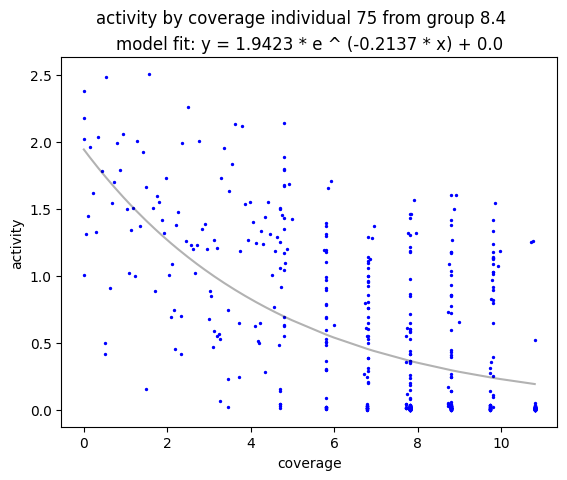 activity by coverage individual 75 from group 8.4
model fit: y = 1.9423 * e ^ (-0.2137 * x) + 0.0
2.5
2.0
1.5
1.0
0.5
0.0
activity
0 2 4 6 8 10
coverage